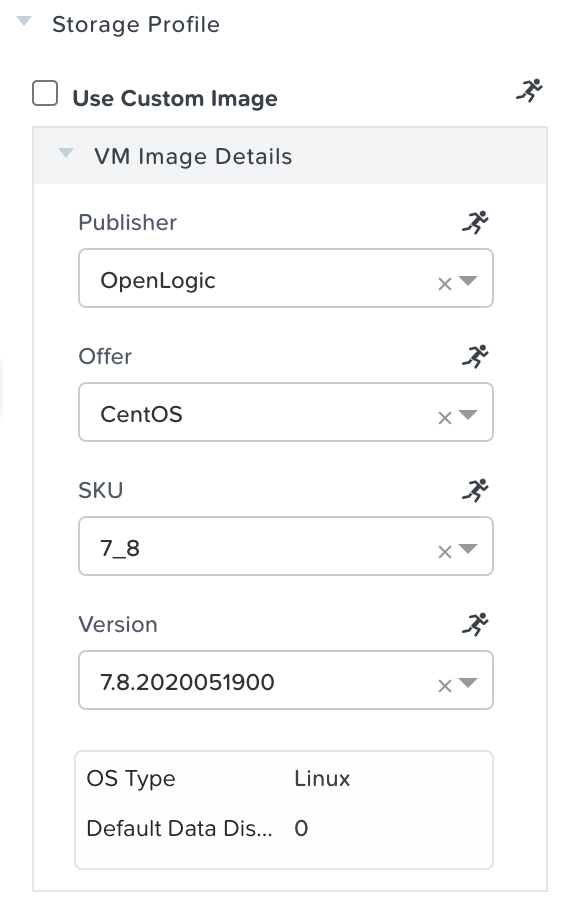 Storage Profile
Use Custom Image
VM Image Details
Publisher
OpenLogic
Offer
CentOS
SKU
7_8
Version
7.8.2020051900
OS Type Linux
Default Data Dis... 0